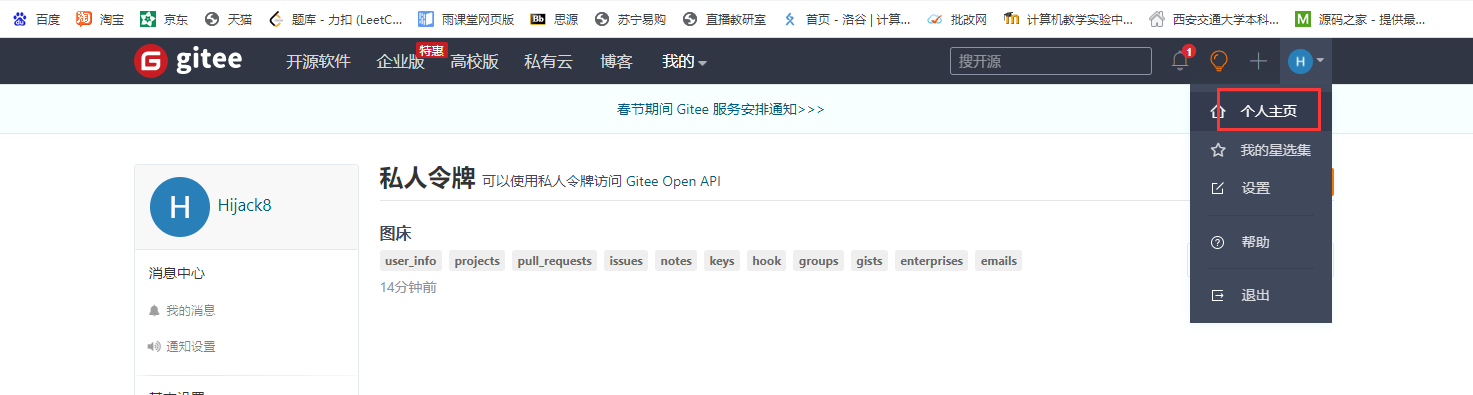 百度 淘宝 京东 天猫 题库 - 力扣 (LeetC... 雨课堂网页版 Bb 思源 苏宁易购 直播教研室 首页 - 洛谷 | 计算... 批改网 计算机教学实验中... 西安交通大学本科... M 源码之家 - 提供最...
G gitee 开源软件 企业版 特惠 高校版 私有云 博客 我的 搜开源 1 H
春节期间 Gitee 服务安排通知>>>
个人主页
我的星选集
设置
帮助
退出
H Hijack8
消息中心
我的消息
通知设置
私人令牌 可以使用私人令牌访问 Gitee Open API
图床
user_info projects pull_requests issues notes keys hook groups gists enterprises emails
14分钟前